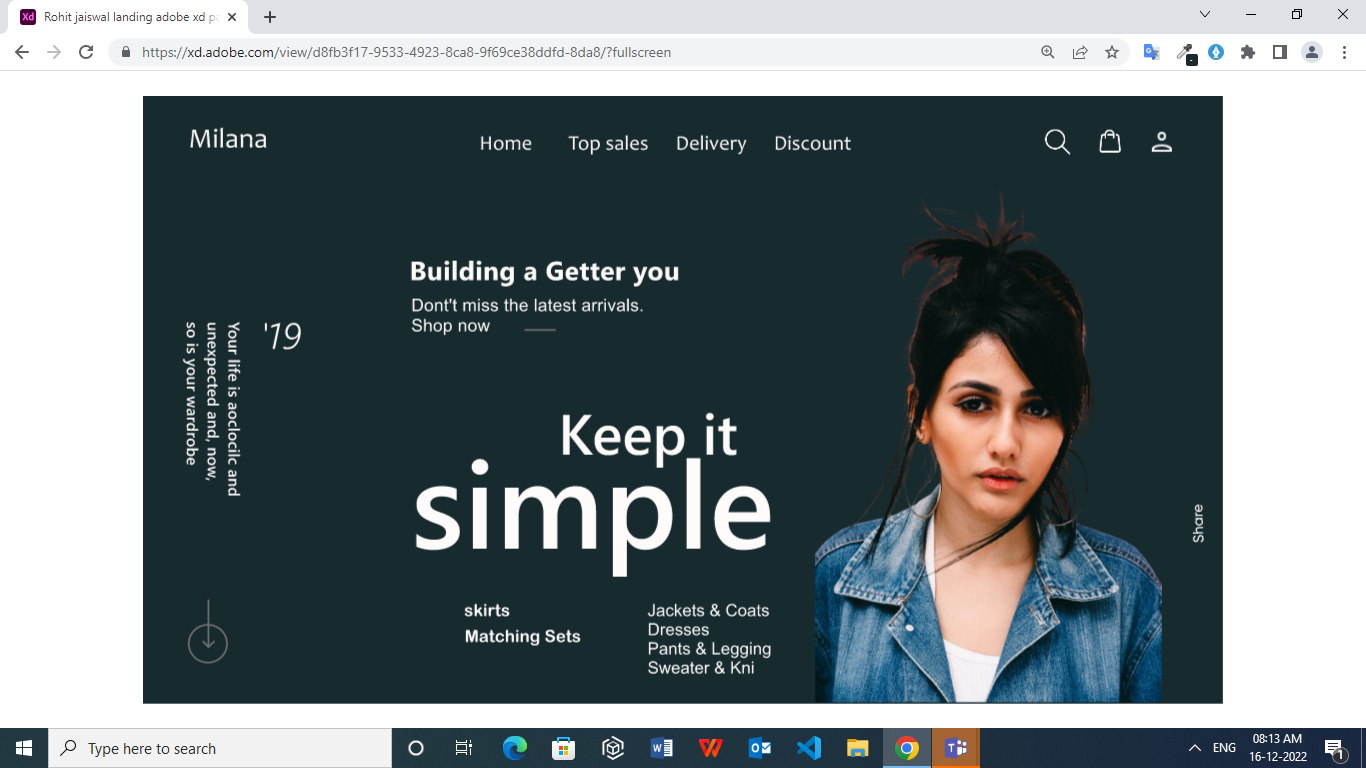 Rohit jaiswal landing adobe xd pa
https://xd.adobe.com/view/d8fb3f17-9533-4923-8ca8-9f69ce38ddfd-8da8/?fullscreen
Milana
Home Top sales Delivery Discount
Building a Getter you
Dont't miss the latest arrivals.
Shop now
'19
Your life is aoclocilc and
unexpected and, now,
so is your wardrobe
Keep it
simple
Share
skirts
Matching Sets
Jackets & Coats
Dresses
Pants & Legging
Sweater & Kni
Type here to search
ENG
08:13 AM
16-12-2022
1